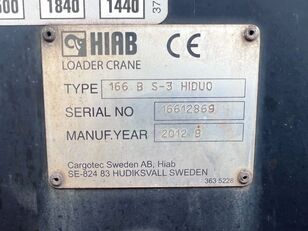 1840 1440
HIAB CE
LOADER CRANE
TYPE 166 B S-3 HIDUO
SERIAL NO 16612869
MANUF.YEAR 2012 9
Cargotec Sweden AB, Hiab
SE-824 83 HUDIKSVALL SWEDEN
363 5228